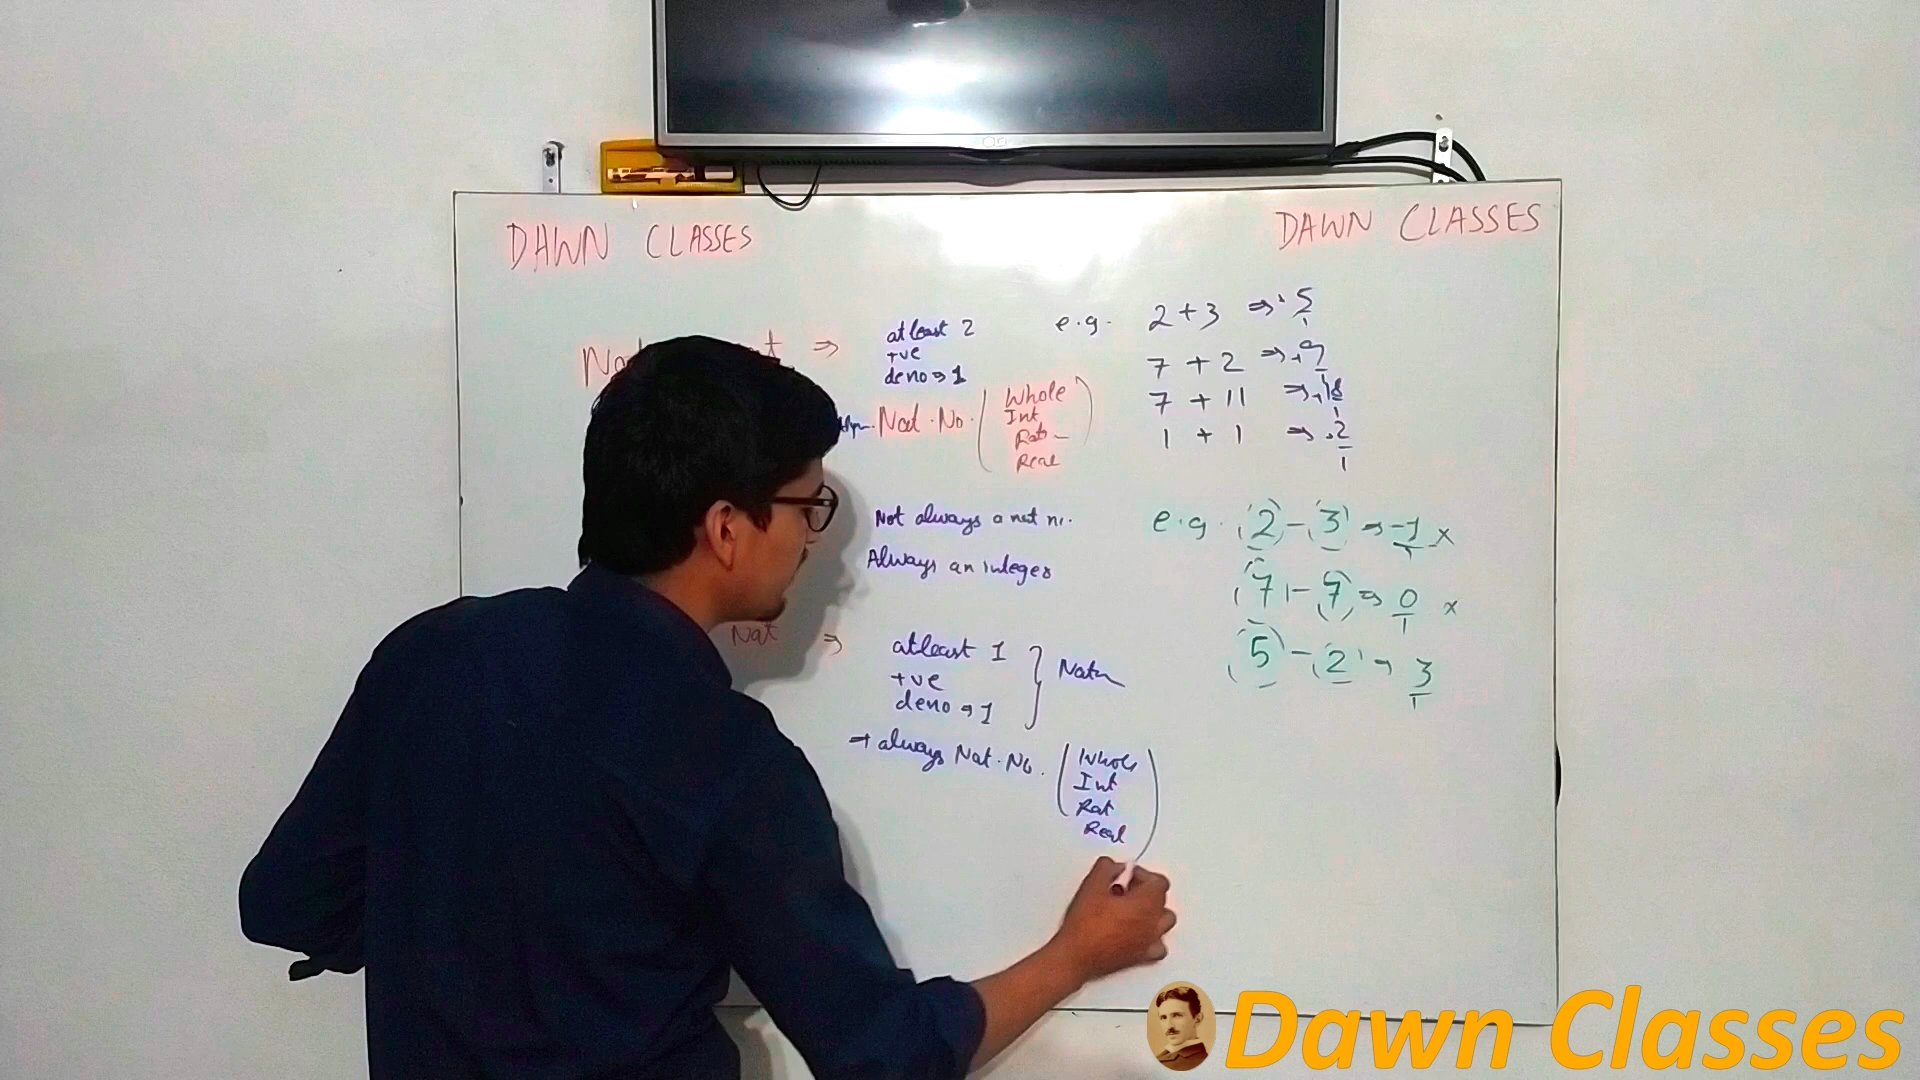 DAWN CLASSES
DAWN CLASSES
⇒ atleast 2
+ve
deno ⇒ 1
Nat. No. ( Whole
Int
Real )
e.g. 2 + 3 ⇒ 5/1
7 + 2 ⇒ +9/1
7 + 11 ⇒ +18/1
1 + 1 ⇒ +2/1
Not always a nat no.
Always an integer
e.g. (2) - (3) ⇒ -1/1 ×
(7) - (7) ⇒ 0/1 ×
(5) - (2) ⇒ 3/1
Nat ⇒ atleast 1
+ve
deno ⇒ 1
} Natu
→ always Nat. No. ( Whole
Int
Rat
Real )
Dawn Classes